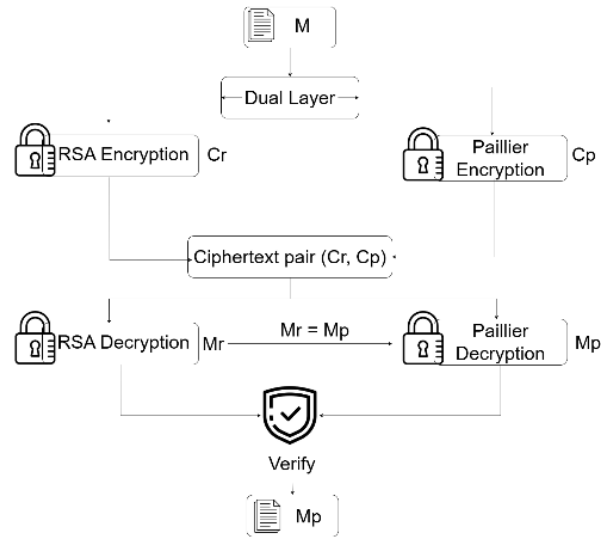 M
Dual Layer
RSA Encryption Cr
Paillier
Encryption
Cp
Ciphertext pair (Cr, Cp)
RSA Decryption Mr
Mr = Mp
Paillier
Decryption
Mp
Verify
Mp